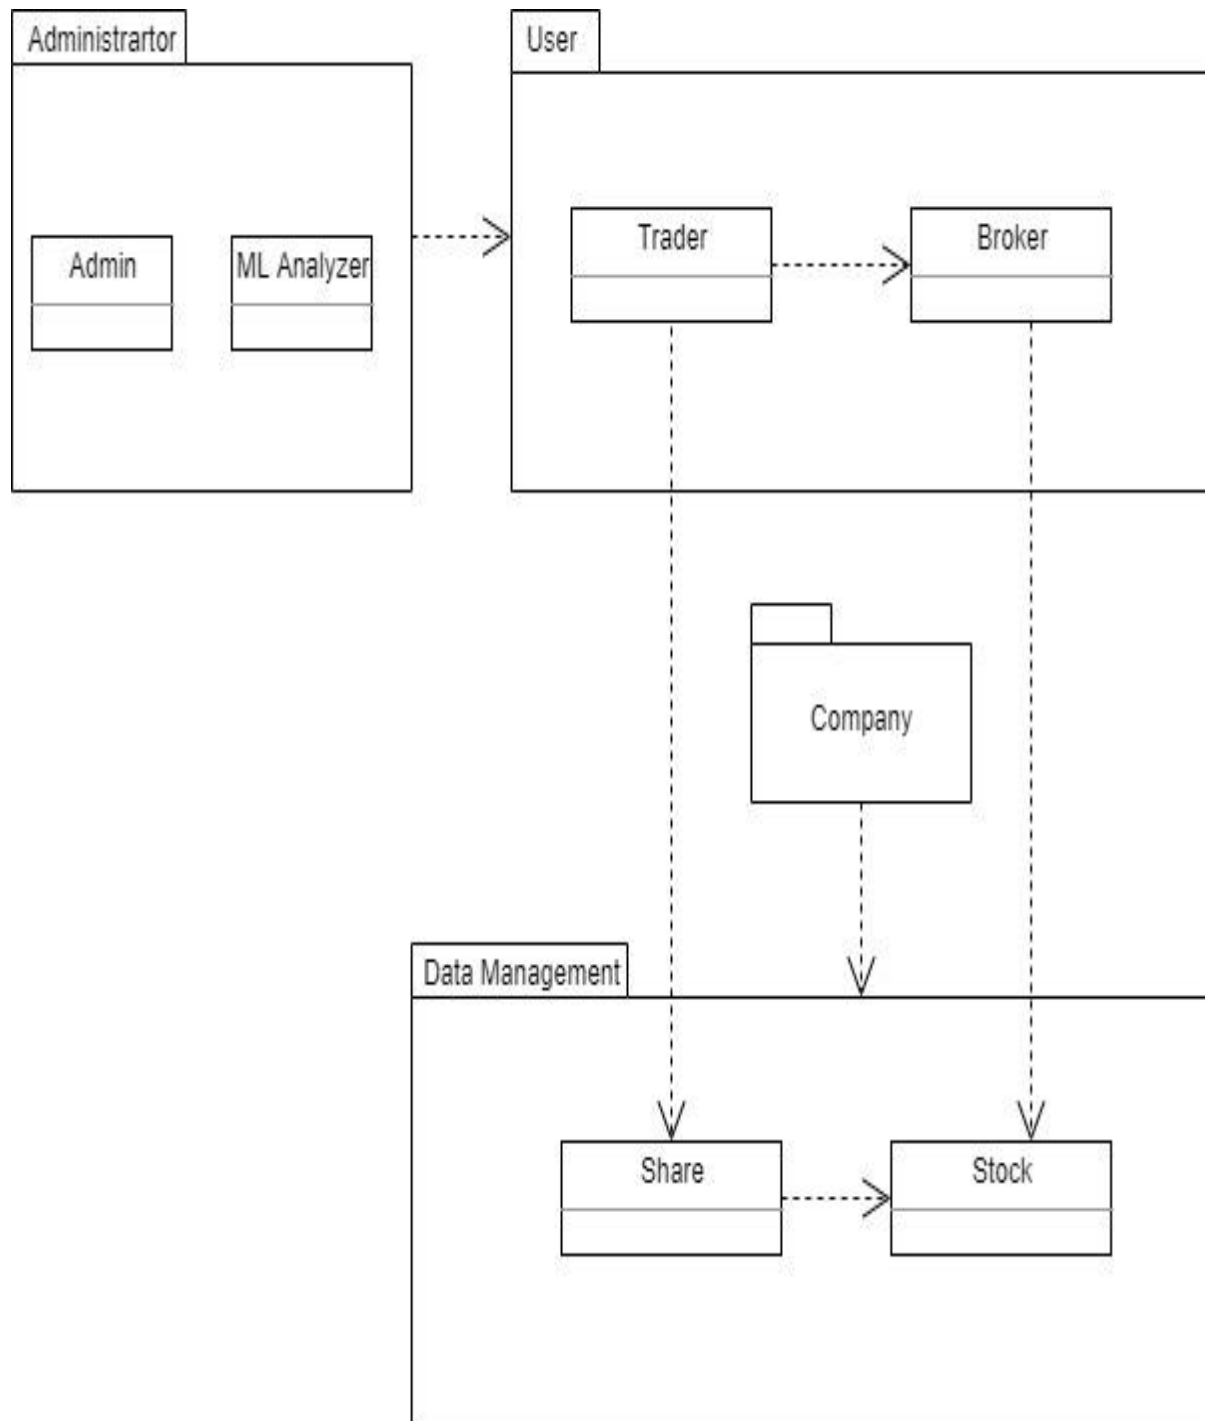 Administrartor
User
Admin
ML Analyzer
Trader
Broker
Company
Data Management
Share
Stock